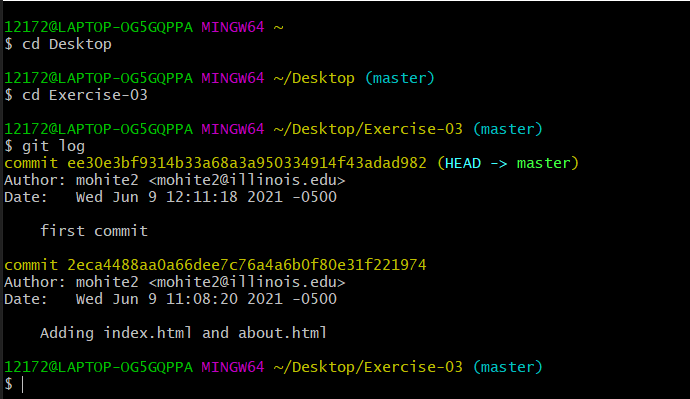 12172@LAPTOP-OG5GQPPA MINGW64 ~
$ cd Desktop
12172@LAPTOP-OG5GQPPA MINGW64 ~/Desktop (master)
$ cd Exercise-03
12172@LAPTOP-OG5GQPPA MINGW64 ~/Desktop/Exercise-03 (master)
$ git log
commit ee30e3bf9314b33a68a3a950334914f43adad982 (HEAD -> master)
Author: mohite2 <mohite2@illinois.edu>
Date:   Wed Jun 9 12:11:18 2021 -0500
    first commit
commit 2eca4488aa0a66dee7c76a4a6b0f80e31f221974
Author: mohite2 <mohite2@illinois.edu>
Date:   Wed Jun 9 11:08:20 2021 -0500
    Adding index.html and about.html
12172@LAPTOP-OG5GQPPA MINGW64 ~/Desktop/Exercise-03 (master)
$